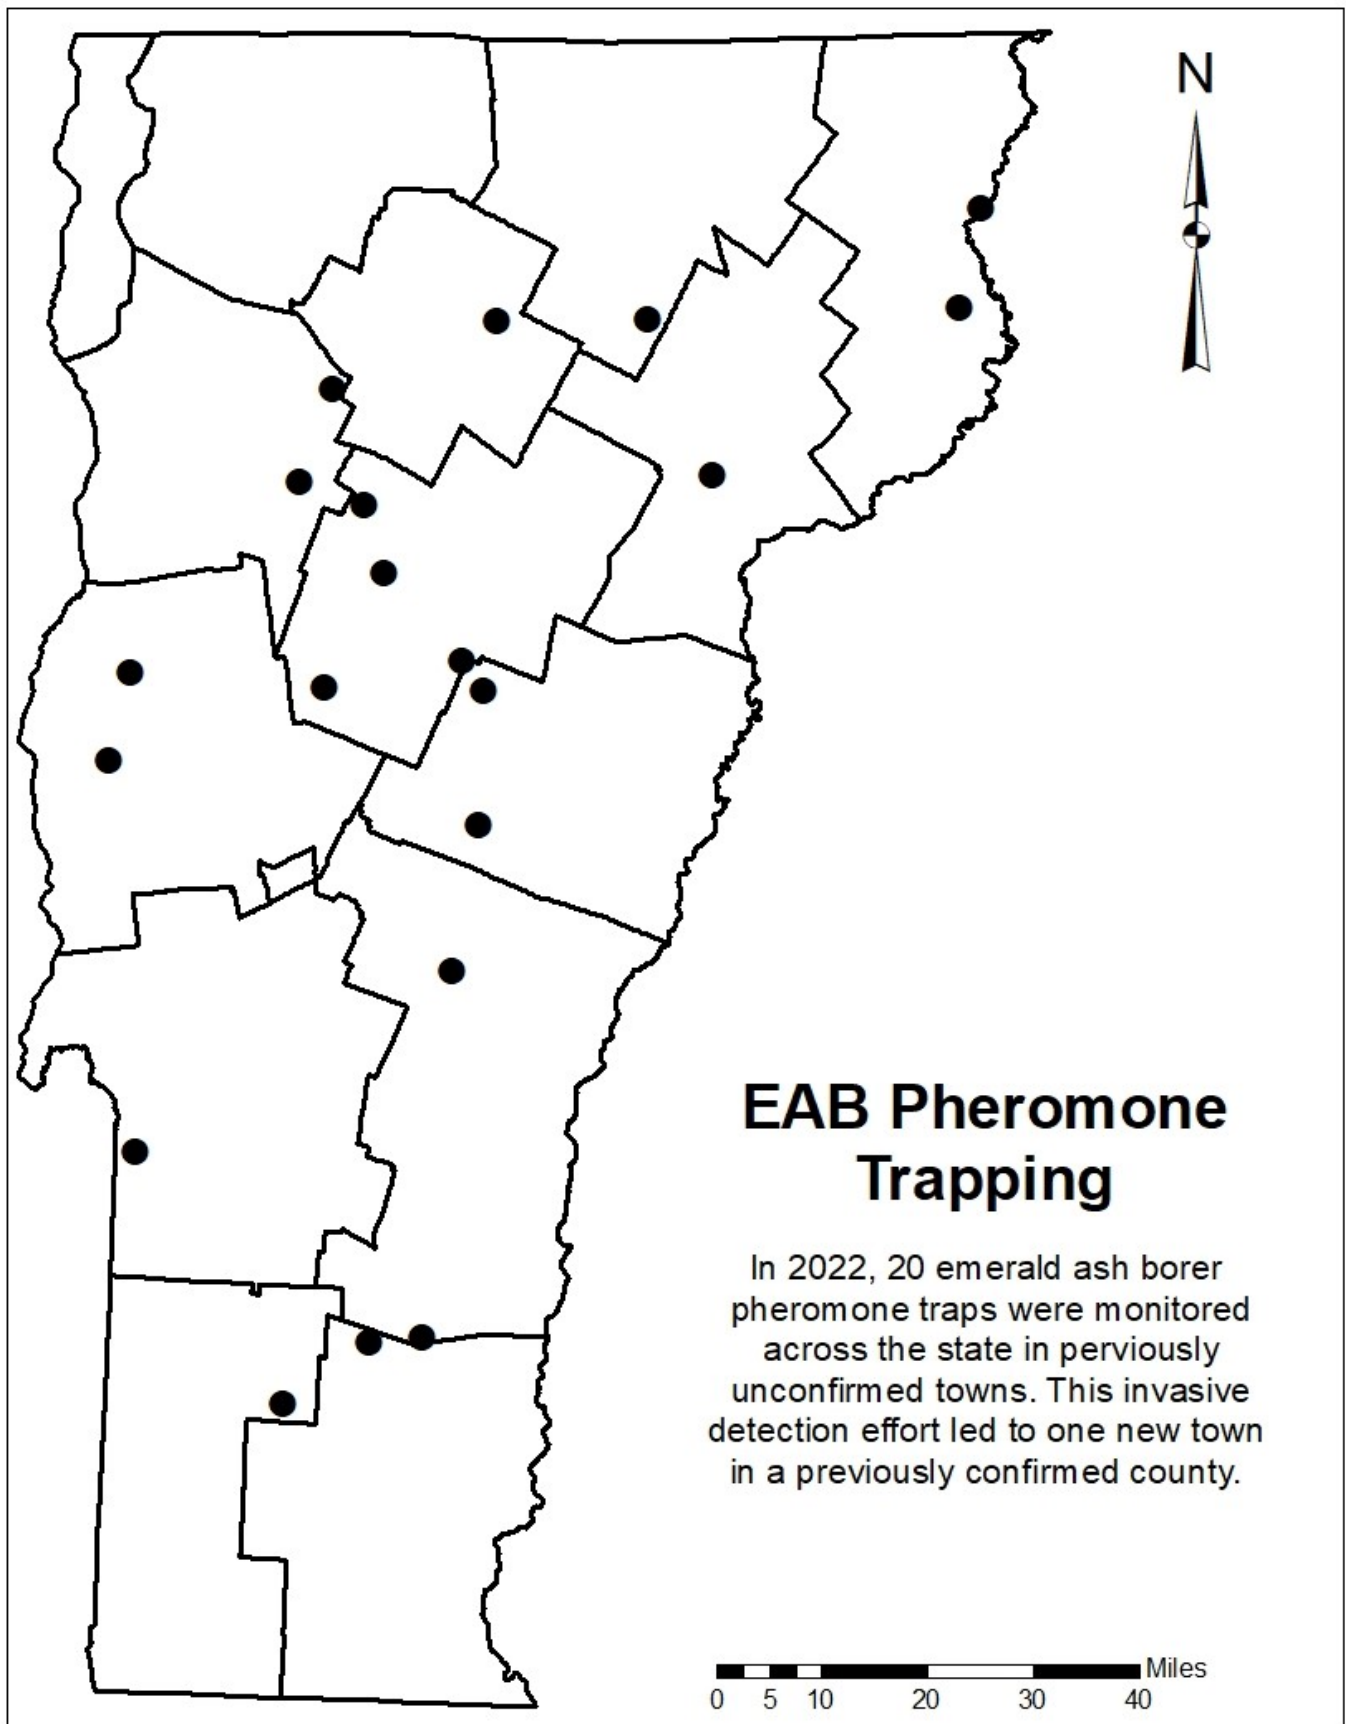 N
EAB Pheromone
Trapping
In 2022, 20 emerald ash borer
pheromone traps were monitored
across the state in perviously
unconfirmed towns. This invasive
detection effort led to one new town
in a previously confirmed county.
Miles
0 5 10 20 30 40